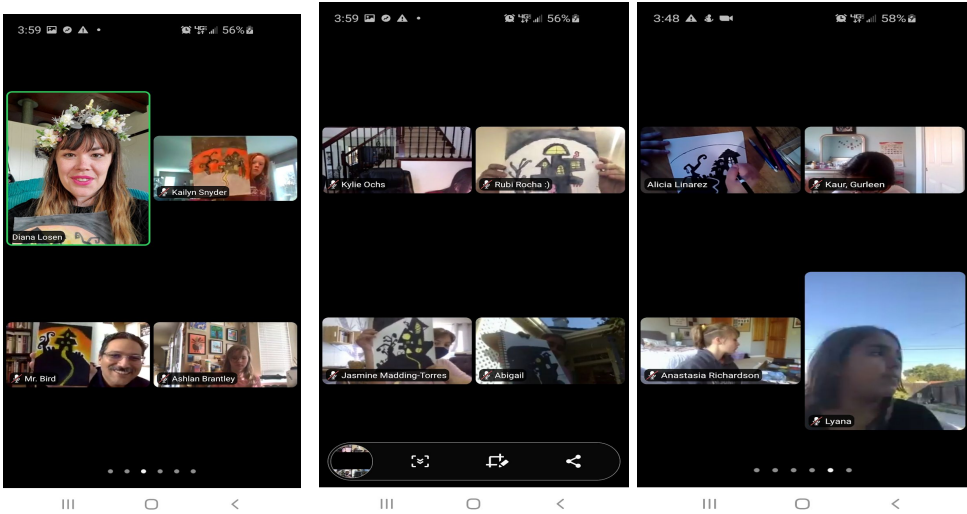 3:59
56%
Diana Losen
Kailyn Snyder
Mr. Bird
Ashlan Brantley
3:59
56%
Kylie Ochs
Rubi Rocha :)
Jasmine Madding-Torres
Abigail
3:48
58%
Alicia Linarez
Kaur, Gurleen
Anastasia Richardson
Lyana